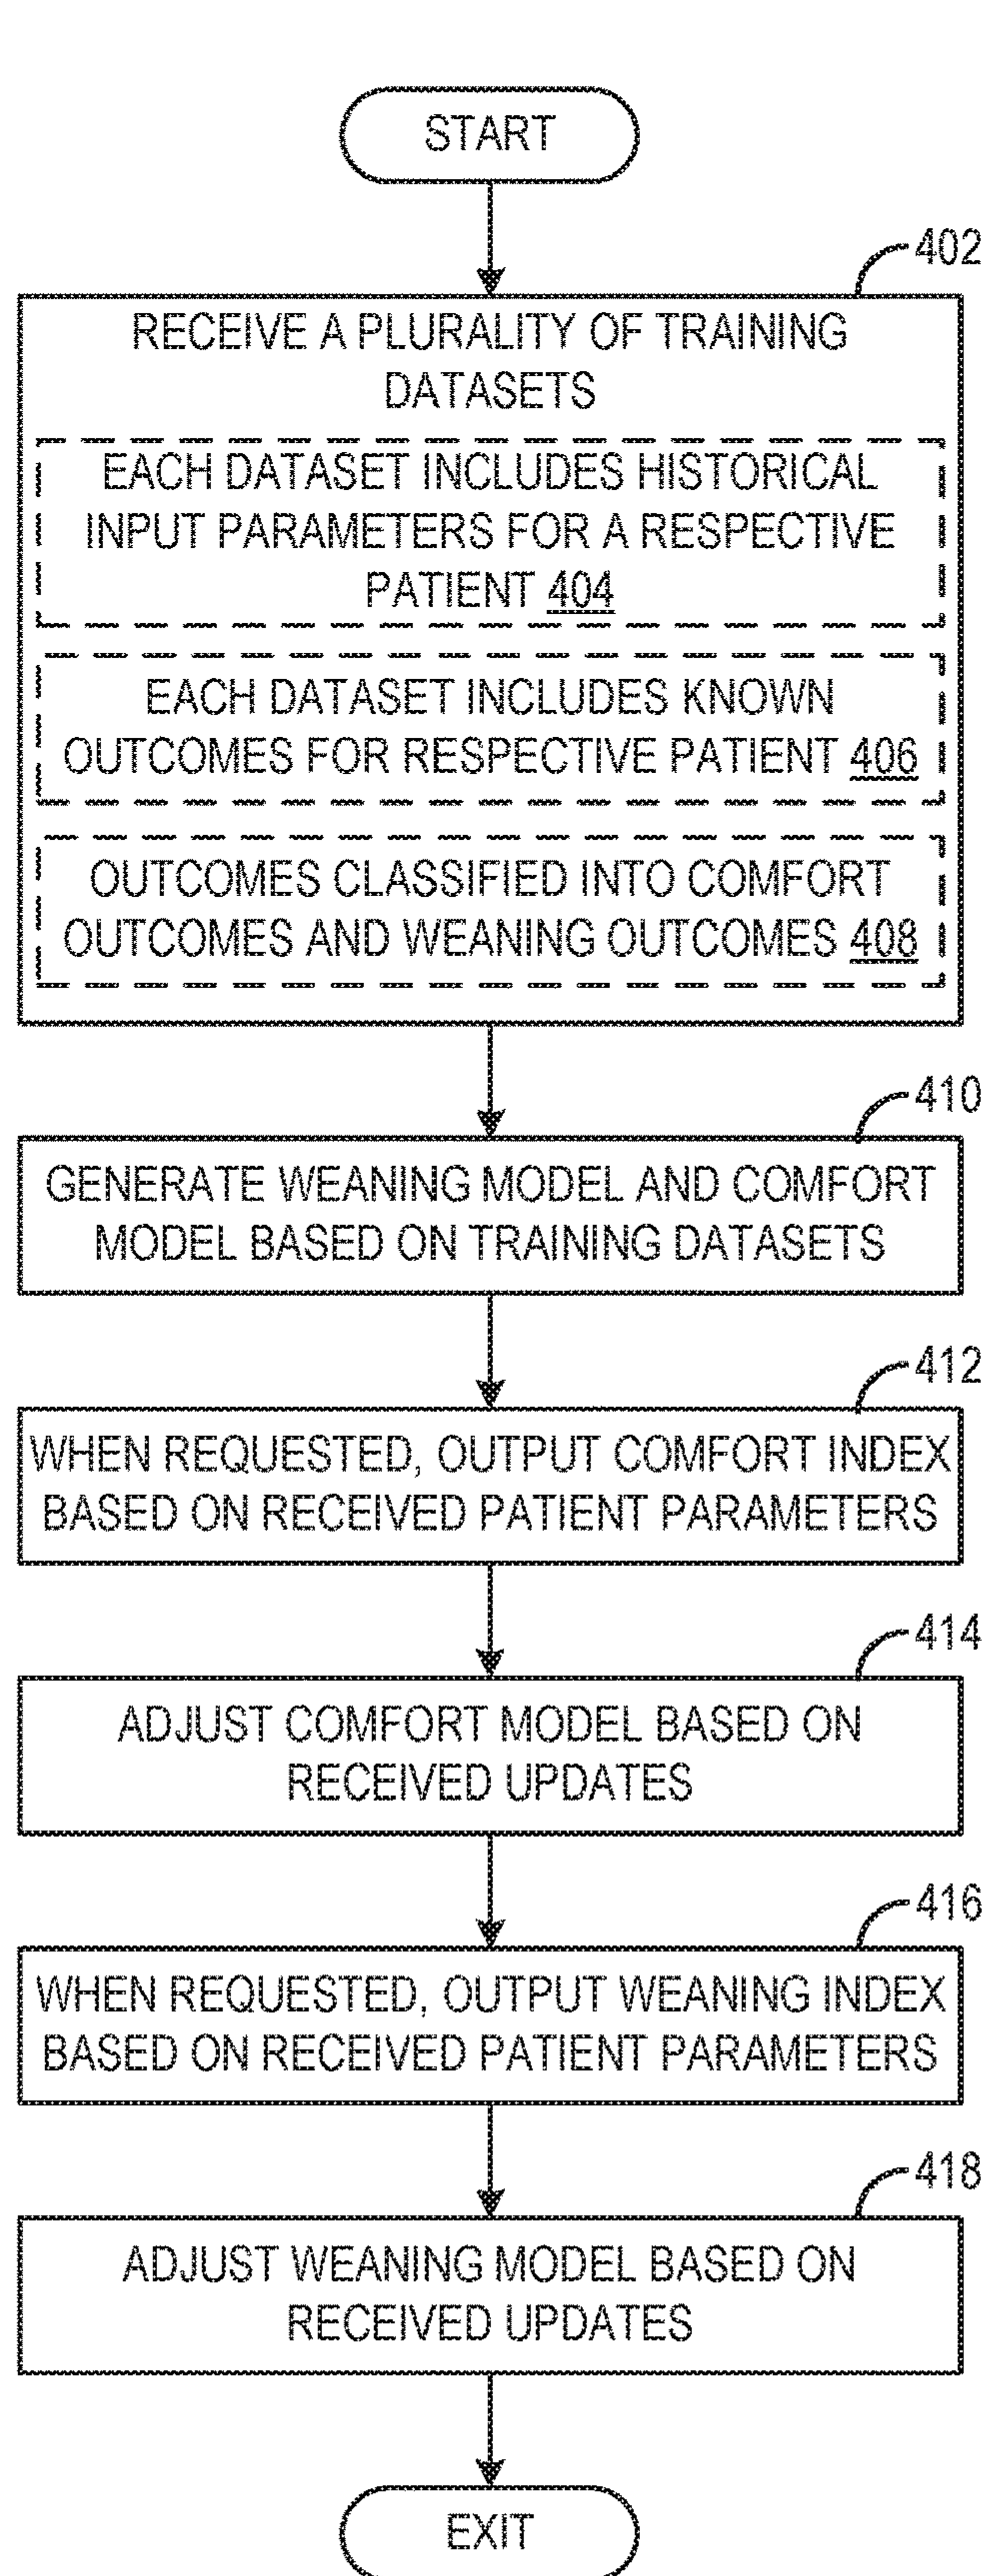 START
402
RECEIVE A PLURALITY OF TRAINING
DATASETS
EACH DATASET INCLUDES HISTORICAL
INPUT PARAMETERS FOR A RESPECTIVE
PATIENT 404
EACH DATASET INCLUDES KNOWN
OUTCOMES FOR RESPECTIVE PATIENT 406
OUTCOMES CLASSIFIED INTO COMFORT
OUTCOMES AND WEANING OUTCOMES 408
410
GENERATE WEANING MODEL AND COMFORT
MODEL BASED ON TRAINING DATASETS
412
WHEN REQUESTED, OUTPUT COMFORT INDEX
BASED ON RECEIVED PATIENT PARAMETERS
414
ADJUST COMFORT MODEL BASED ON
RECEIVED UPDATES
416
WHEN REQUESTED, OUTPUT WEANING INDEX
BASED ON RECEIVED PATIENT PARAMETERS
418
ADJUST WEANING MODEL BASED ON
RECEIVED UPDATES
EXIT